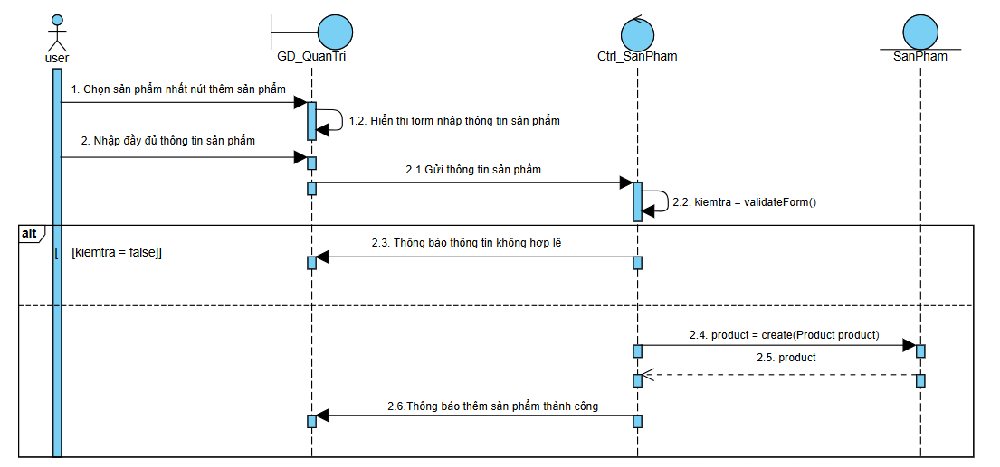 user
GD_QuanTri
Ctrl_SanPham
SanPham
1. Chọn sản phẩm nhất nút thêm sản phẩm
1.2. Hiển thị form nhập thông tin sản phẩm
2. Nhập đầy đủ thông tin sản phẩm
2.1.Gửi thông tin sản phẩm
2.2. kiemtra = validateForm()
alt
[ [kiemtra = false]]
2.3. Thông báo thông tin không hợp lệ
2.4. product = create(Product product)
2.5. product
2.6.Thông báo thêm sản phẩm thành công